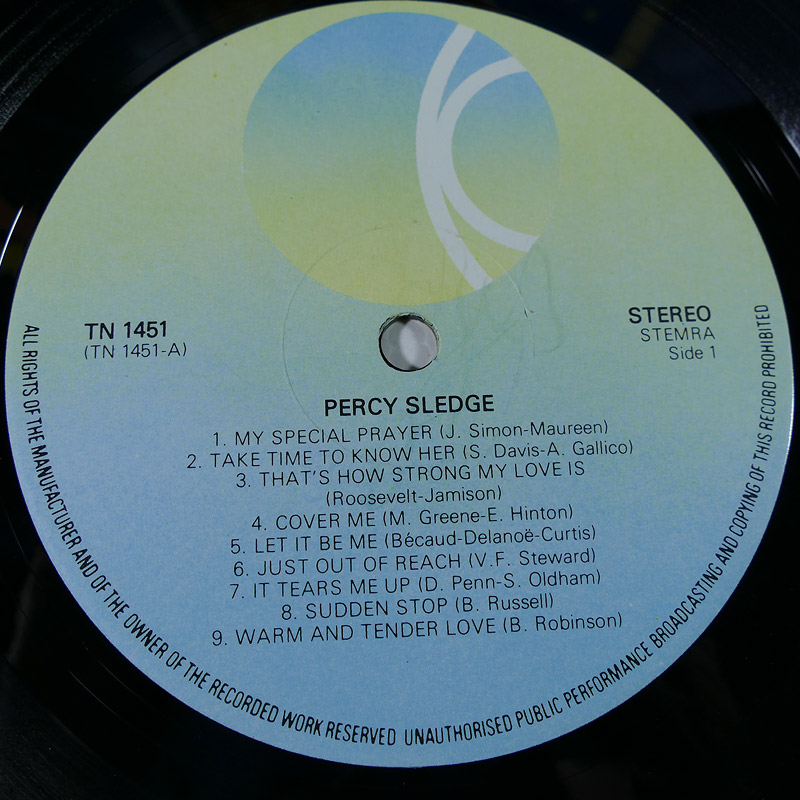 TN 1451
(TN 1451-A)
STEREO
STEMRA
Side 1
PERCY SLEDGE
1. MY SPECIAL PRAYER (J. Simon-Maureen)
2. TAKE TIME TO KNOW HER (S. Davis-A. Gallico)
3. THAT'S HOW STRONG MY LOVE IS
(Roosevelt-Jamison)
4. COVER ME (M. Greene-E. Hinton)
5. LET IT BE ME (Bécaud-Delanoë-Curtis)
6. JUST OUT OF REACH (V.F. Steward)
7. IT TEARS ME UP (D. Penn-S. Oldham)
8. SUDDEN STOP (B. Russell)
9. WARM AND TENDER LOVE (B. Robinson)
ALL RIGHTS OF THE MANUFACTURER AND OF THE OWNER OF THE RECORDED WORK RESERVED UNAUTHORISED PUBLIC PERFORMANCE BROADCASTING AND COPYING OF THIS RECORD PROHIBITED